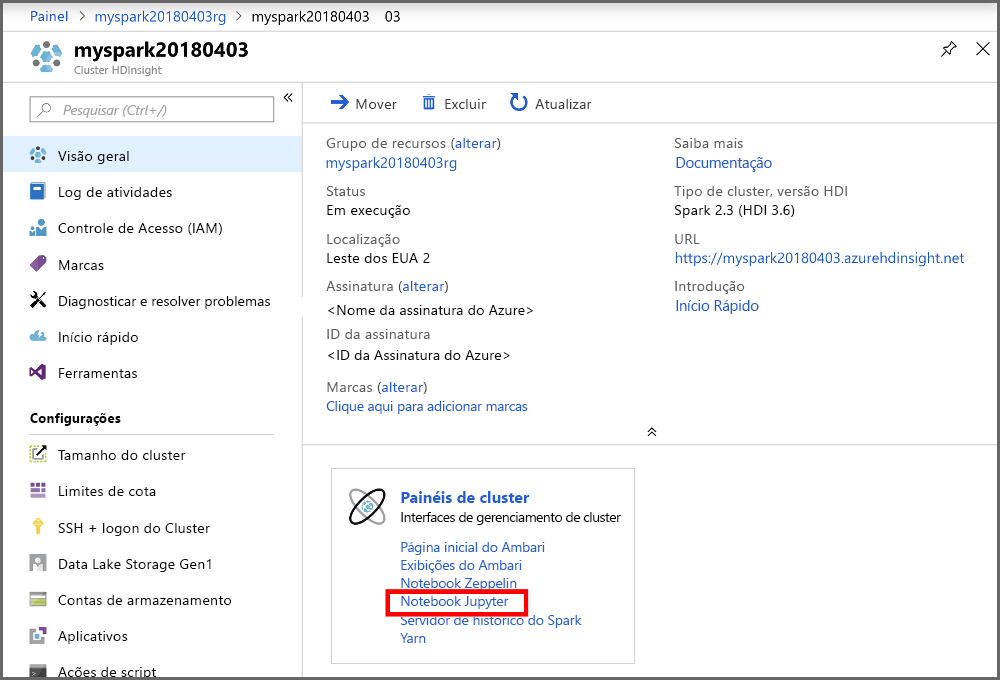 Painel > myspark20180403rg > myspark20180403 03
myspark20180403
Cluster HDInsight
Pesquisar (Ctrl+/)
Visão geral
Log de atividades
Controle de Acesso (IAM)
Marcas
Diagnosticar e resolver problemas
Início rápido
Ferramentas
Configurações
Tamanho do cluster
Limites de cota
SSH + logon do Cluster
Data Lake Storage Gen1
Contas de armazenamento
Aplicativos
Ações de script
Mover Excluir Atualizar
Grupo de recursos (alterar)
myspark20180403rg
Status
Em execução
Localização
Leste dos EUA 2
Assinatura (alterar)
<Nome da assinatura do Azure>
ID da assinatura
<ID da Assinatura do Azure>
Marcas (alterar)
Clique aqui para adicionar marcas
Saiba mais
Documentação
Tipo de cluster, versão HDI
Spark 2.3 (HDI 3.6)
URL
https://myspark20180403.azurehdinsight.net
Introdução
Início Rápido
Painéis de cluster
Interfaces de gerenciamento de cluster
Página inicial do Ambari
Exibições do Ambari
Notebook Zeppelin
Notebook Jupyter
Servidor de histórico do Spark
Yarn